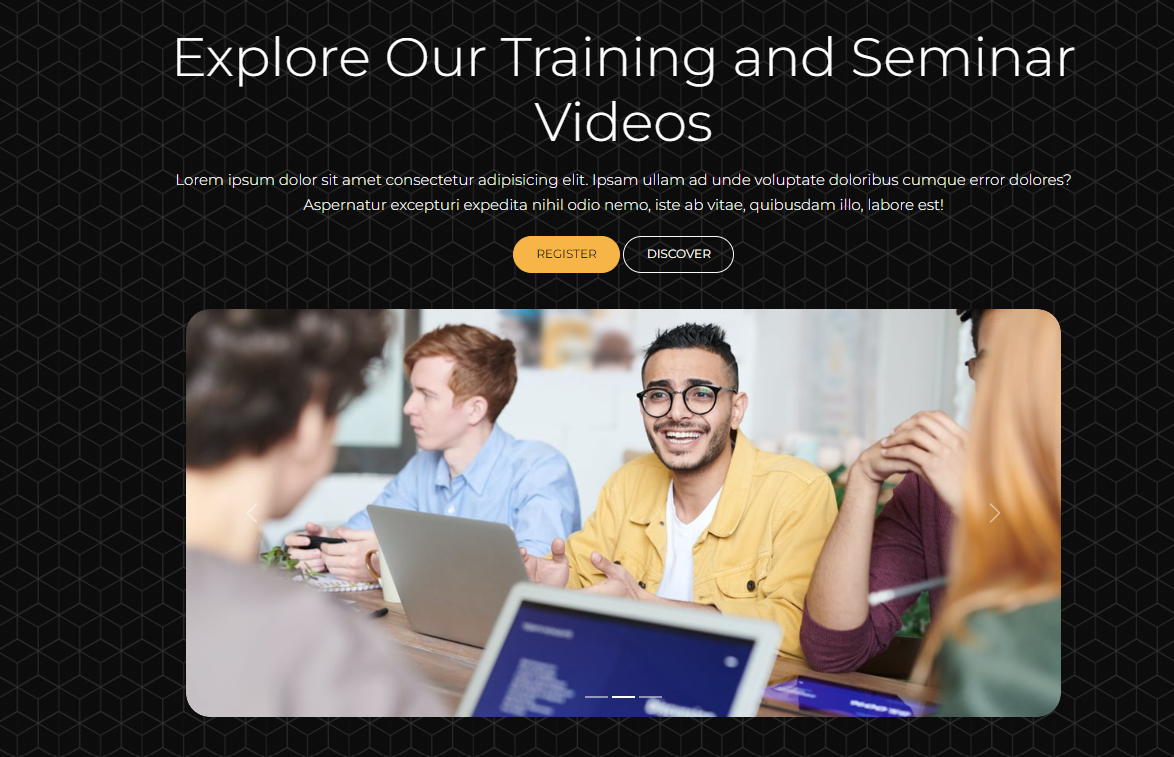 Explore Our Training and Seminar
Videos
Lorem ipsum dolor sit amet consectetur adipisicing elit. Ipsam ullam ad unde voluptate doloribus cumque error dolores?
Aspernatur excepturi expedita nihil odio nemo, iste ab vitae, quibusdam illo, labore est!
REGISTER DISCOVER